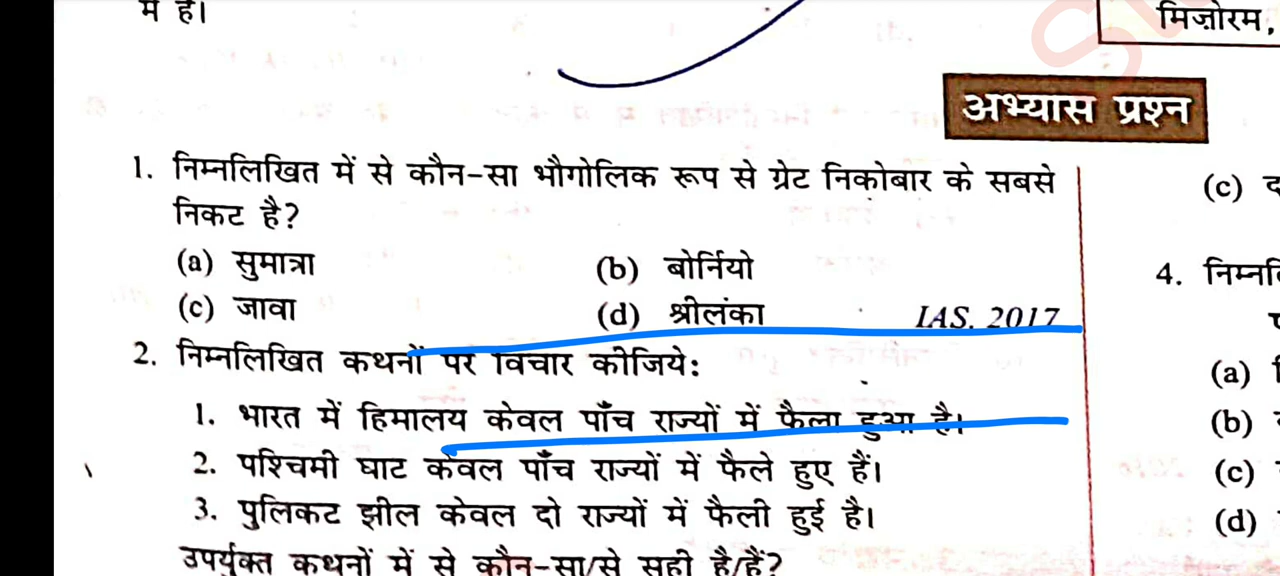 में हैं।
मिज़ोरम,
अभ्यास प्रश्न
1. निम्नलिखित में से कौन-सा भौगोलिक रूप से ग्रेट निकोबार के सबसे
निकट है?
(a) सुमात्रा (b) बोर्नियो
(c) जावा (d) श्रीलंका IAS, 2017
2. निम्नलिखित कथनों पर विचार कीजिये:
1. भारत में हिमालय केवल पाँच राज्यों में फैला हुआ है।
2. पश्चिमी घाट केवल पाँच राज्यों में फैले हुए हैं।
3. पुलिकट झील केवल दो राज्यों में फैली हुई है।
उपर्युक्त कथनों में से कौन-सा/से सही है/हैं?
(c)
4.
(a)
(b)
(c)
(d)